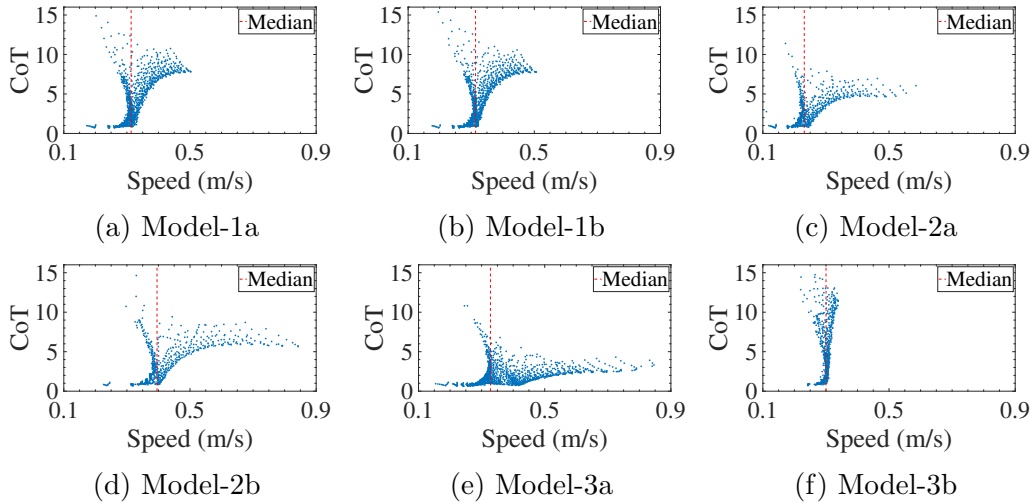 15
10
5
0
CoT
Median
0.1 0.5 0.9
Speed (m/s)
(a) Model-1a
15
10
5
0
CoT
Median
0.1 0.5 0.9
Speed (m/s)
(b) Model-1b
15
10
5
0
CoT
Median
0.1 0.5 0.9
Speed (m/s)
(c) Model-2a
15
10
5
0
CoT
Median
0.1 0.5 0.9
Speed (m/s)
(d) Model-2b
15
10
5
0
CoT
Median
0.1 0.5 0.9
Speed (m/s)
(e) Model-3a
15
10
5
0
CoT
Median
0.1 0.5 0.9
Speed (m/s)
(f) Model-3b